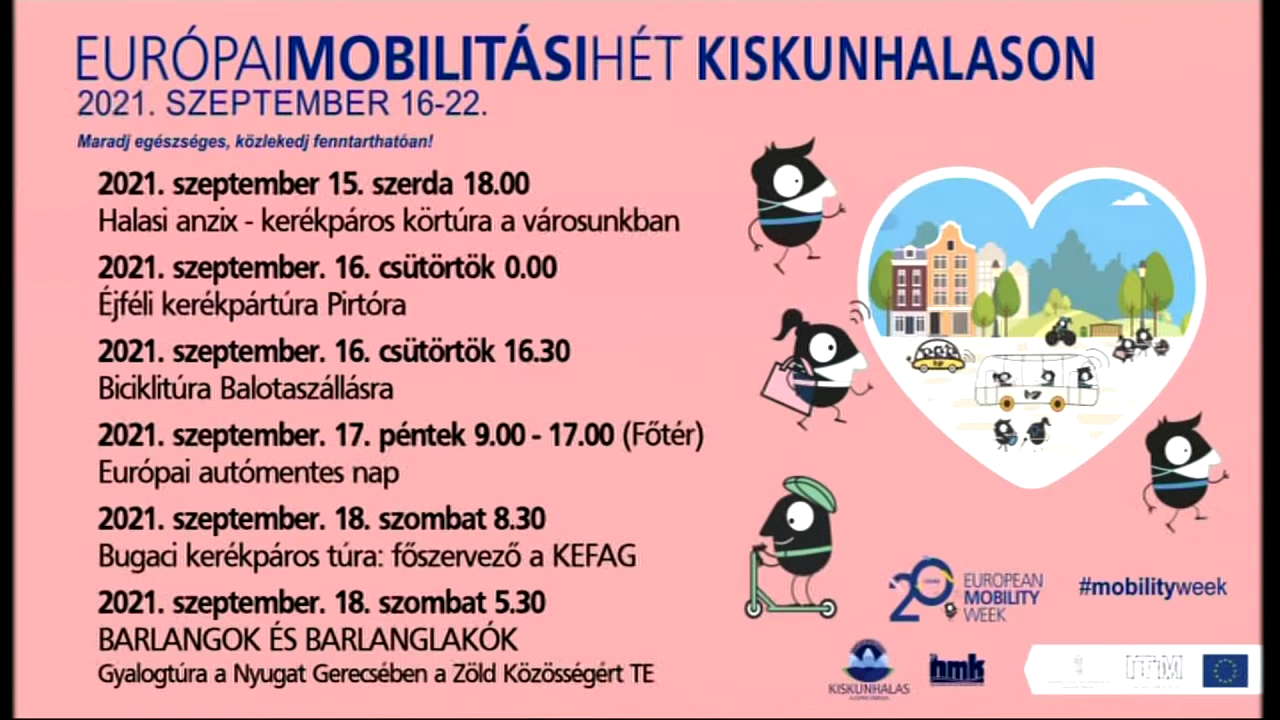 EURÓPAIMOBILITÁSIHÉT KISKUNHALASON
2021. SZEPTEMBER 16-22.
Maradj egészséges, közlekedj fenntarthatóan!
2021. szeptember 15. szerda 18.00
Halasi anzix - kerékpáros körtúra a városunkban
2021. szeptember. 16. csütörtök 0.00
Éjféli kerékpártúra Pirtóra
2021. szeptember. 16. csütörtök 16.30
Biciklitúra Balotaszállásra
2021. szeptember. 17. péntek 9.00 - 17.00 (Főtér)
Európai autómentes nap
2021. szeptember. 18. szombat 8.30
Bugaci kerékpáros túra: főszervező a KEFAG
2021. szeptember. 18. szombat 5.30
BARLANGOK ÉS BARLANGLAKÓK
Gyalogtúra a Nyugat Gerecsében a Zöld Közösségért TE
20
EUROPEAN
MOBILITY
WEEK
#mobilityweek
KISKUNHALAS
hmk
ITM